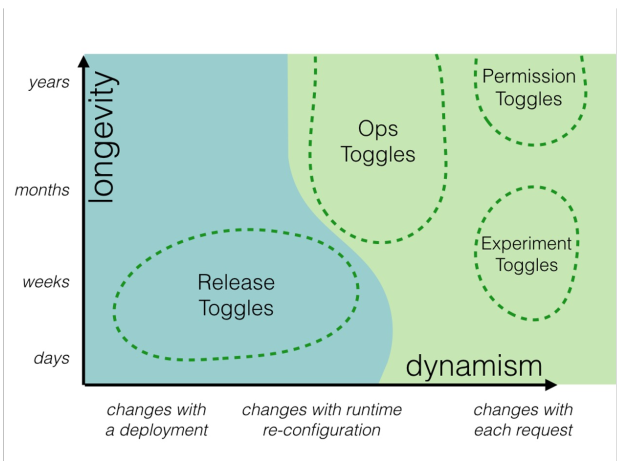 years
longevity
months
weeks
days
Permission
Toggles
Ops
Toggles
Experiment
Toggles
Release
Toggles
dynamism
changes with
a deployment
changes with runtime
re-configuration
changes with
each request